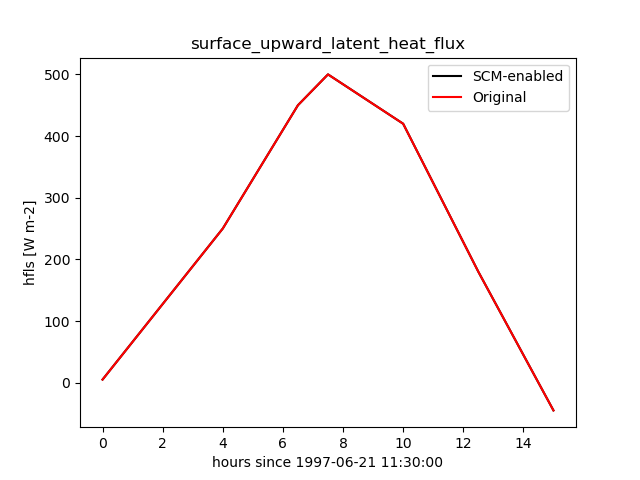 surface_upward_latent_heat_flux
SCM-enabled
Original
500
400
300
200
100
0
hfls [W m-2]
0 2 4 6 8 10 12 14
hours since 1997-06-21 11:30:00